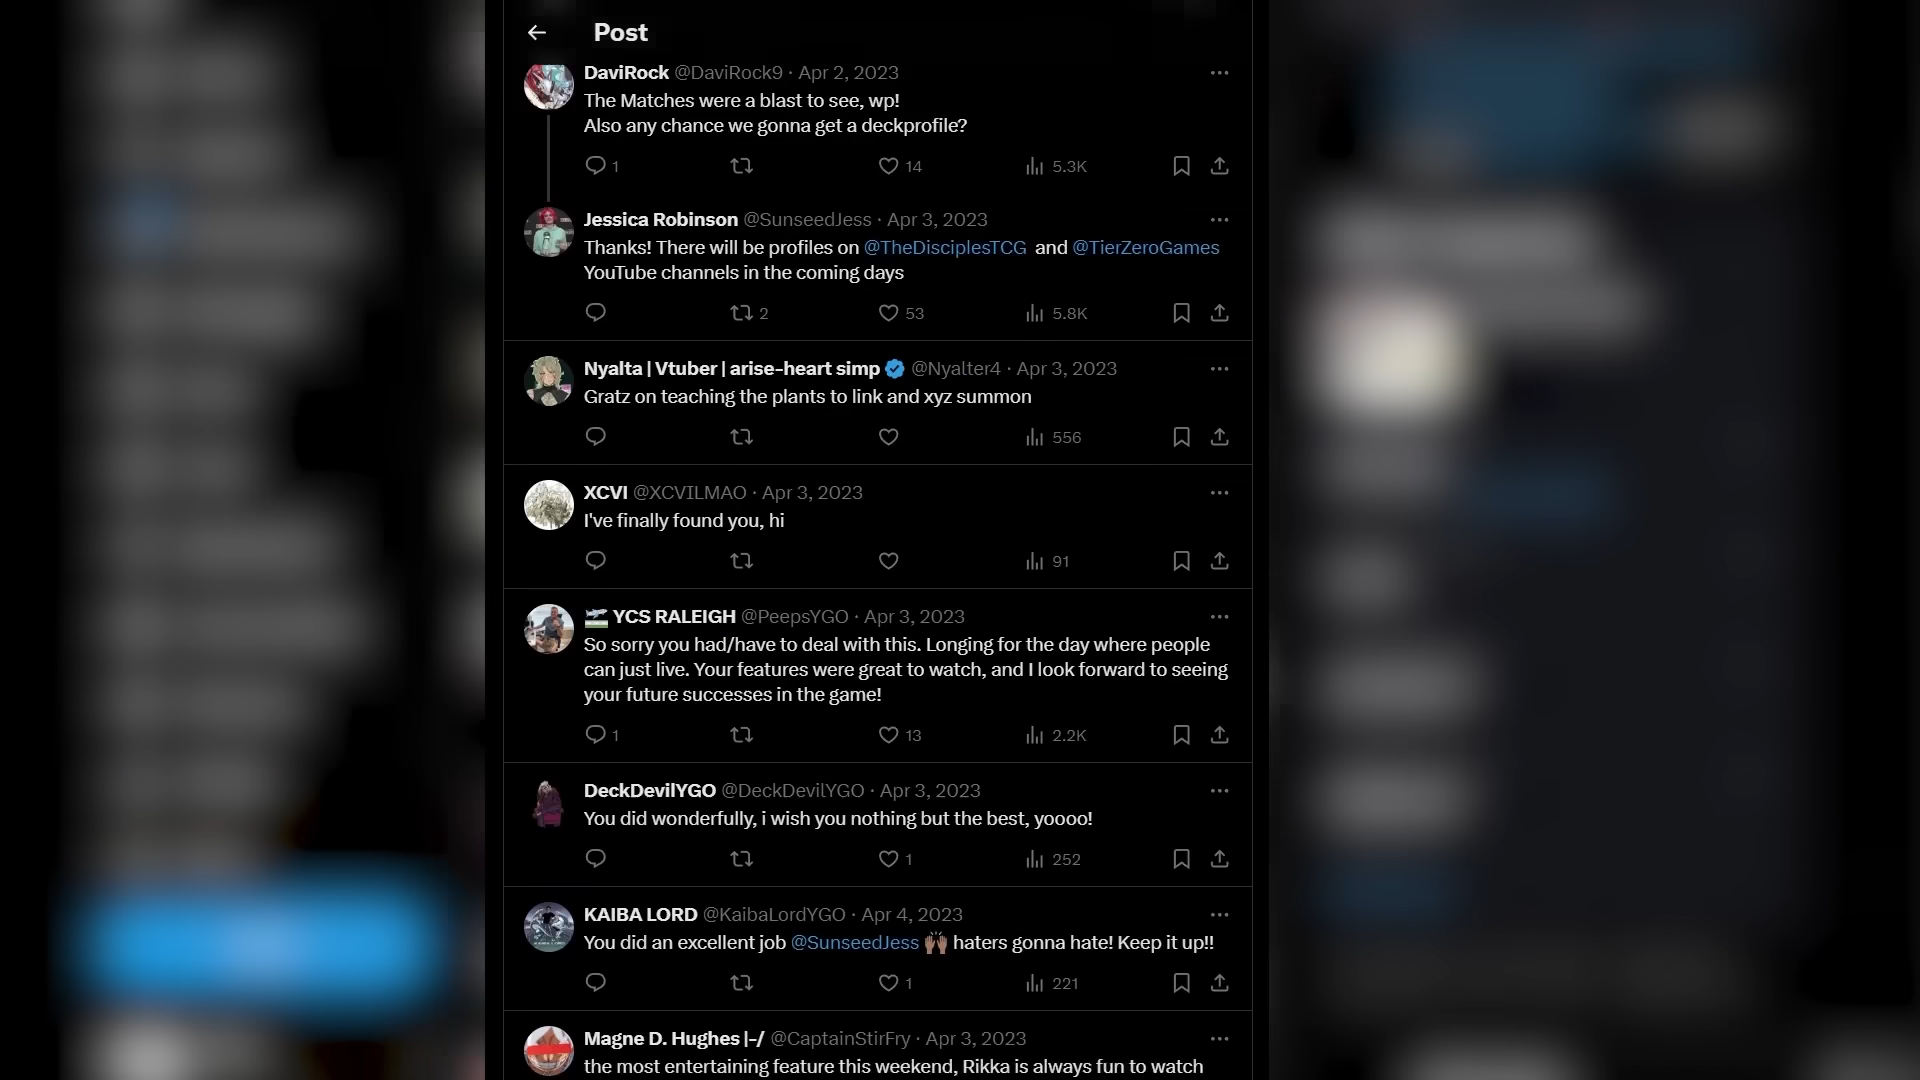 Post
DaviRock @DaviRock9 · Apr 2, 2023
The Matches were a blast to see, wp!
Also any chance we gonna get a deckprofile?
1 14 5.3K
Jessica Robinson @SunseedJess · Apr 3, 2023
Thanks! There will be profiles on @TheDisciplesTCG and @TierZeroGames
YouTube channels in the coming days
2 53 5.8K
Nyalta | Vtuber | arise-heart simp @Nyalter4 · Apr 3, 2023
Gratz on teaching the plants to link and xyz summon
556
XCVI @XCVILMAO · Apr 3, 2023
I've finally found you, hi
91
YCS RALEIGH @PeepsYGO · Apr 3, 2023
So sorry you had/have to deal with this. Longing for the day where people
can just live. Your features were great to watch, and I look forward to seeing
your future successes in the game!
1 13 2.2K
DeckDevilYGO @DeckDevilYGO · Apr 3, 2023
You did wonderfully, i wish you nothing but the best, yoooo!
1 252
KAIBA LORD @KaibaLordYGO · Apr 4, 2023
You did an excellent job @SunseedJess 🙌🏾 haters gonna hate! Keep it up!!
1 221
Magne D. Hughes |-/ @CaptainStirFry · Apr 3, 2023
the most entertaining feature this weekend, Rikka is always fun to watch